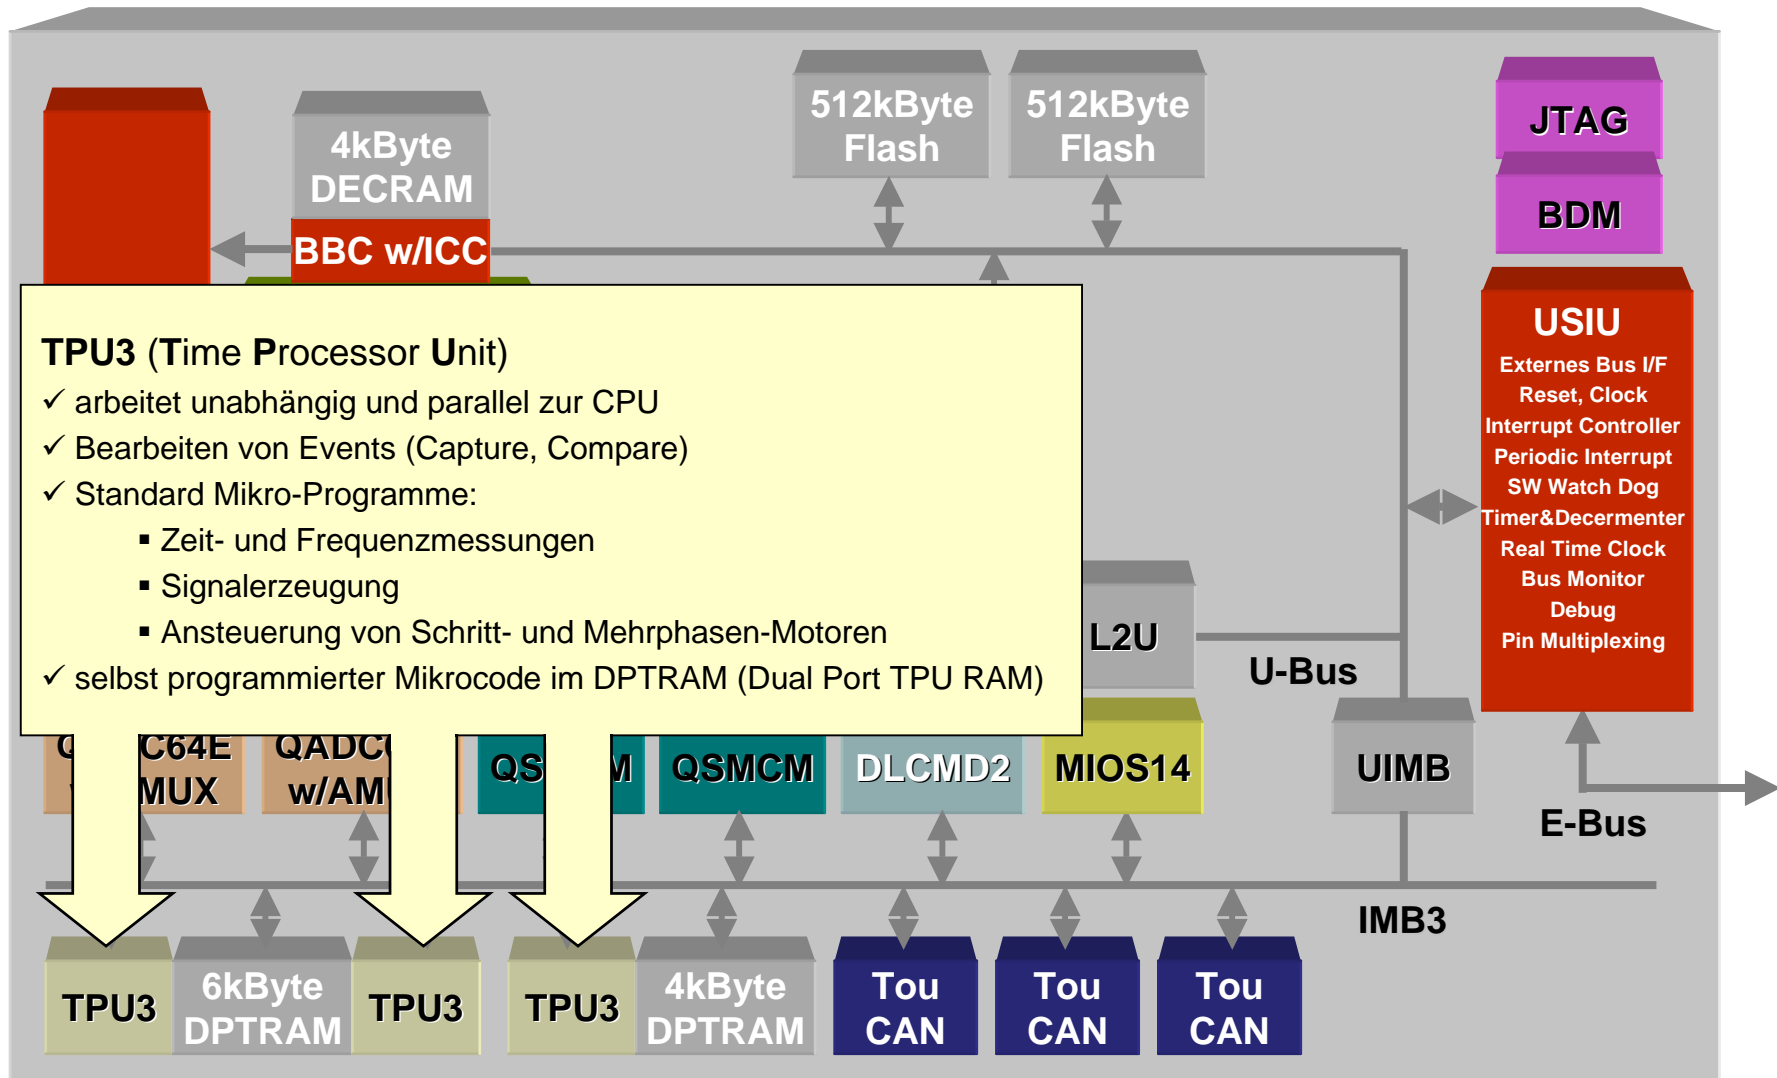 512kByte
Flash
512kByte
Flash
JTAG
4kByte
DECRAM
BDM
BBC w/ICC
USIU
Externes Bus I/F
Reset, Clock
Interrupt Controller
Periodic Interrupt
SW Watch Dog
Timer&Decermenter
Real Time Clock
Bus Monitor
Debug
Pin Multiplexing
TPU3 (Time Processor Unit)
✓ arbeitet unabhängig und parallel zur CPU
✓ Bearbeiten von Events (Capture, Compare)
✓ Standard Mikro-Programme:
▪ Zeit- und Frequenzmessungen
▪ Signalerzeugung
▪ Ansteuerung von Schritt- und Mehrphasen-Motoren
✓ selbst programmierter Mikrocode im DPTRAM (Dual Port TPU RAM)
L2U
U-Bus
QSMCM
DLCMD2
MIOS14
UIMB
E-Bus
IMB3
TPU3
6kByte
DPTRAM
TPU3
TPU3
4kByte
DPTRAM
Tou
CAN
Tou
CAN
Tou
CAN